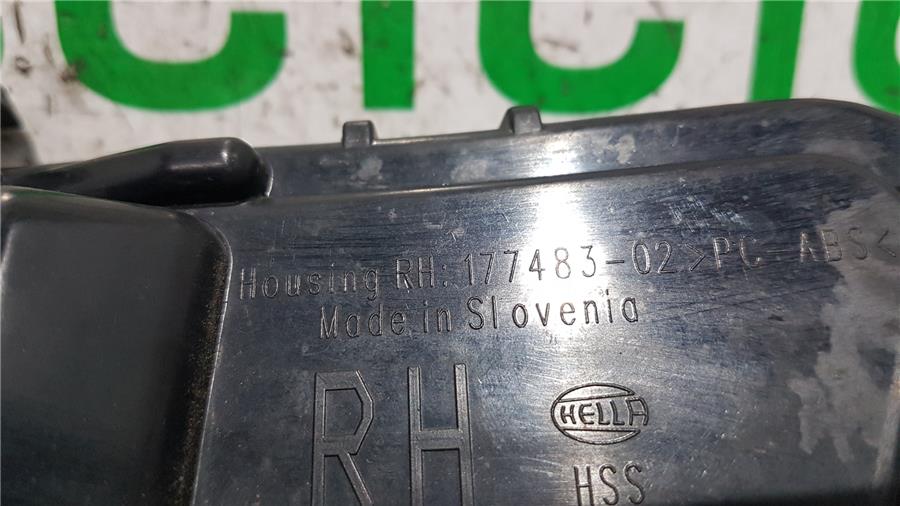 Housing RH: 177483-02 >PC-ABS<
Made in Slovenia
RH
HELLA
HSS